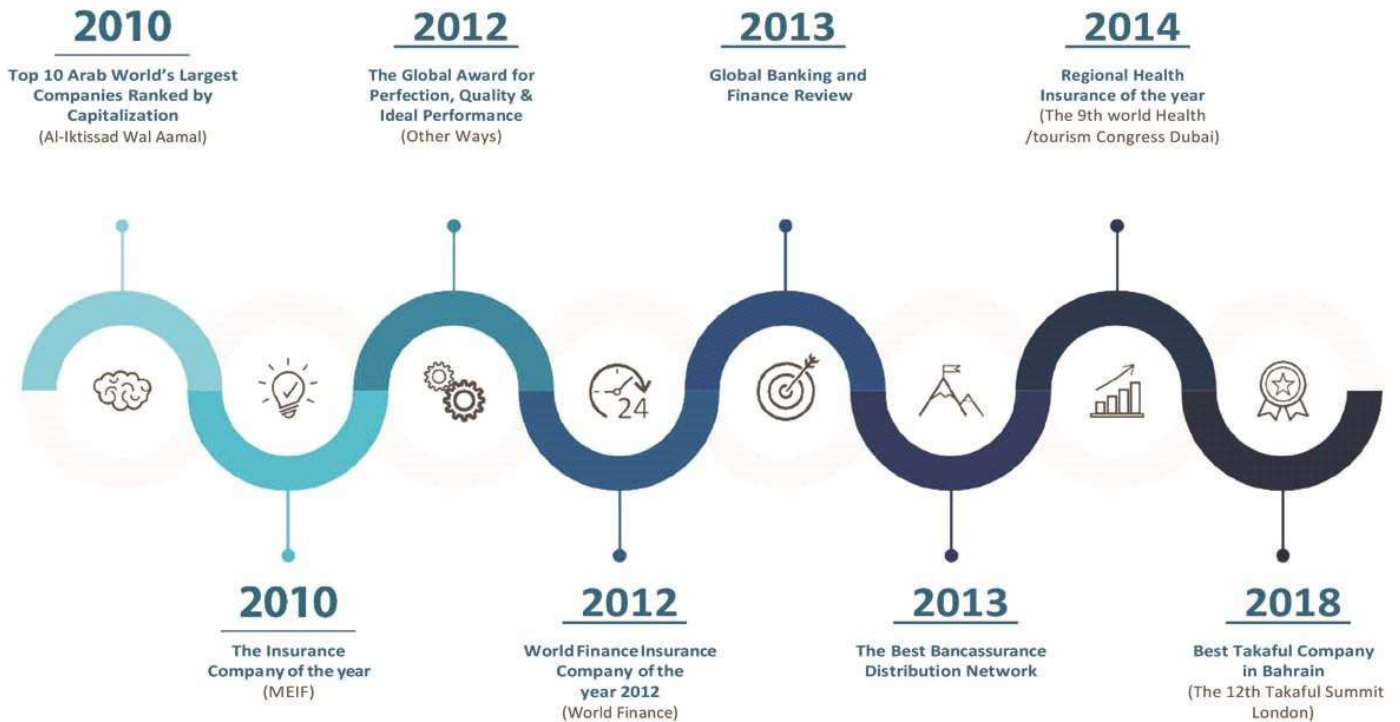 2010
Top 10 Arab World's Largest
Companies Ranked by
Capitalization
(Al-Iktissad Wal Aamal)
2012
The Global Award for
Perfection, Quality &
Ideal Performance
(Other Ways)
2013
Global Banking and
Finance Review
2014
Regional Health
Insurance of the year
(The 9th world Health
/tourism Congress Dubai)
24
2010
The Insurance
Company of the year
(MEIF)
2012
World Finance Insurance
Company of the
year 2012
(World Finance)
2013
The Best Bancassurance
Distribution Network
2018
Best Takaful Company
in Bahrain
(The 12th Takaful Summit
London)